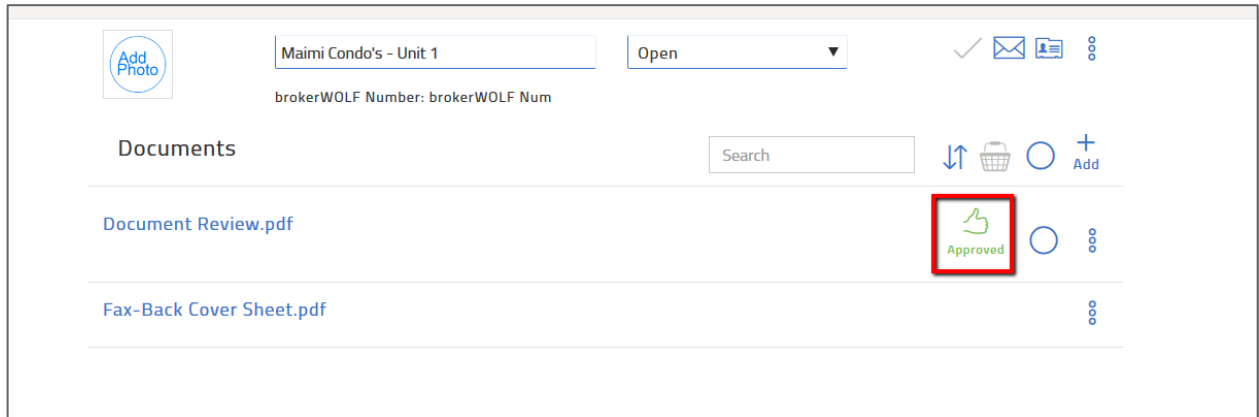 Add
Photo
Maimi Condo's - Unit 1
Open
brokerWOLF Number: brokerWOLF Num
Documents
Search
Add
Document Review.pdf
Approved
Fax-Back Cover Sheet.pdf